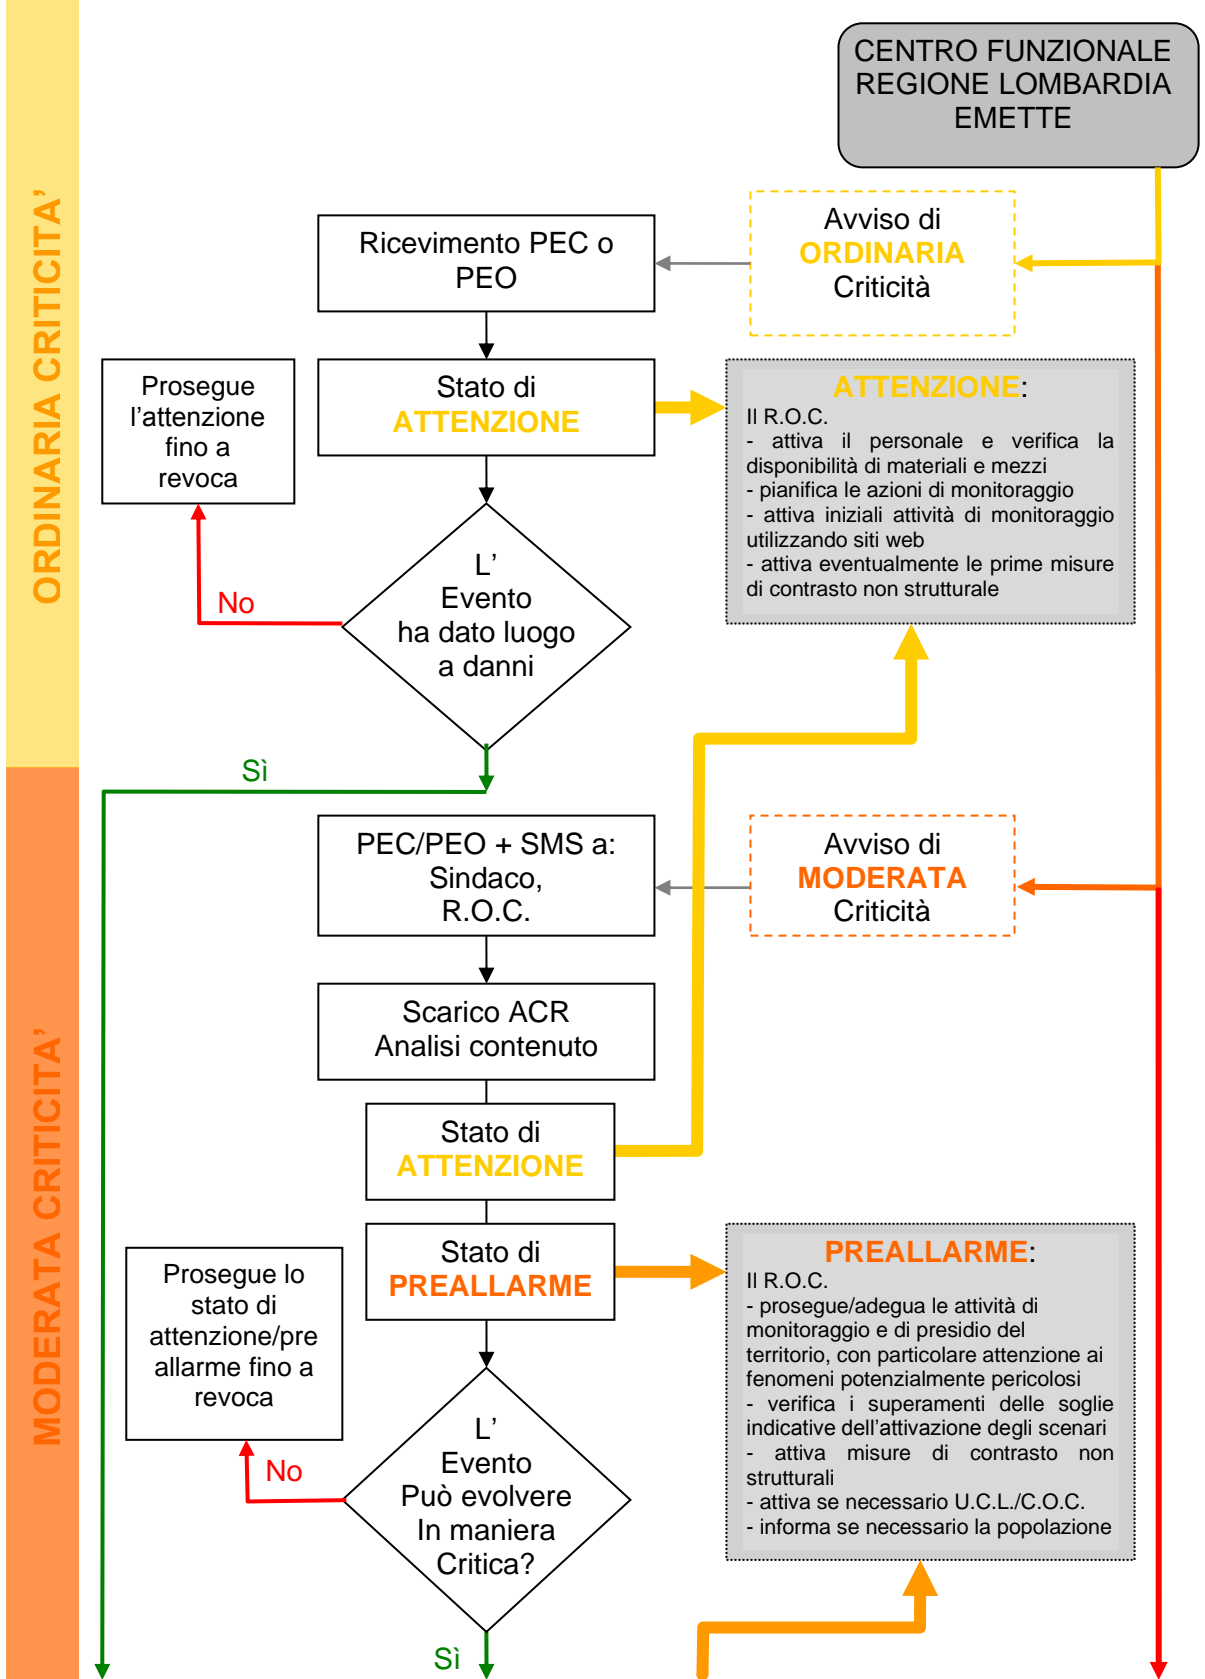 CENTRO FUNZIONALE
REGIONE LOMBARDIA
EMETTE
ORDINARIA CRITICITA’
Avviso di
ORDINARIA
Criticità
Ricevimento PEC o
PEO
Stato di
ATTENZIONE
ATTENZIONE:
Il R.O.C.
- attiva il personale e verifica la
disponibilità di materiali e mezzi
- pianifica le azioni di monitoraggio
- attiva iniziali attività di monitoraggio
utilizzando siti web
- attiva eventualmente le prime misure
di contrasto non strutturale
Prosegue
l’attenzione
fino a
revoca
No
L’
Evento
ha dato luogo
a danni
Sì
MODERATA CRITICITA’
PEC/PEO + SMS a:
Sindaco,
R.O.C.
Avviso di
MODERATA
Criticità
Scarico ACR
Analisi contenuto
Stato di
ATTENZIONE
Stato di
PREALLARME
PREALLARME:
Il R.O.C.
- prosegue/adegua le attività di
monitoraggio e di presidio del
territorio, con particolare attenzione ai
fenomeni potenzialmente pericolosi
- verifica i superamenti delle soglie
indicative dell’attivazione degli scenari
- attiva misure di contrasto non
strutturali
- attiva se necessario U.C.L./C.O.C.
- informa se necessario la popolazione
Prosegue lo
stato di
attenzione/pre
allarme fino a
revoca
No
L’
Evento
Può evolvere
In maniera
Critica?
Sì